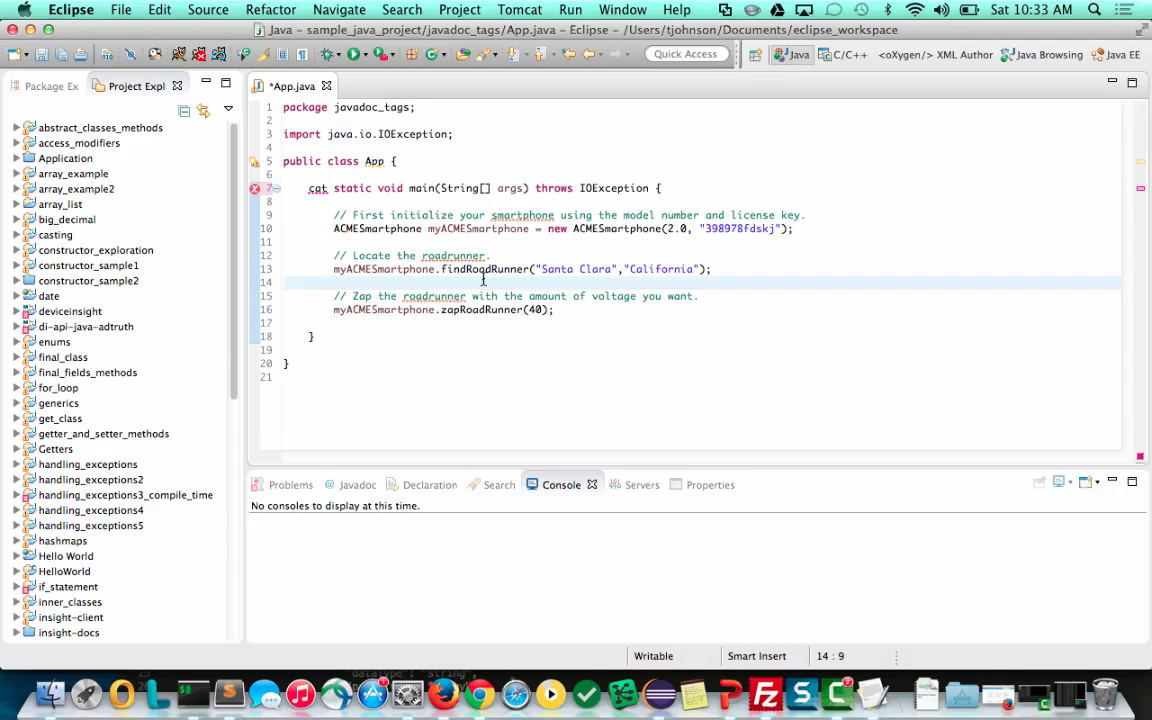 Eclipse File Edit Source Refactor Navigate Search Project Tomcat Run Window Help Sat 10:33 AM
Java - sample_java_project/javadoc_tags/App.java - Eclipse - /Users/tjohnson/Documents/eclipse_workspace
Quick Access Java C/C++ <oXygen/> XML Author Java Browsing Java EE
Package Ex Project Expl
*App.java
abstract_classes_methods
access_modifiers
Application
array_example
array_example2
array_list
big_decimal
casting
constructor_exploration
constructor_sample1
constructor_sample2
date
deviceinsight
di-api-java-adtruth
enums
final_class
final_fields_methods
for_loop
generics
get_class
getter_and_setter_methods
Getters
handling_exceptions
handling_exceptions2
handling_exceptions3_compile_time
handling_exceptions4
handling_exceptions5
hashmaps
Hello World
HelloWorld
if_statement
inner_classes
insight-client
insight-docs
1 package javadoc_tags;
2
3 import java.io.IOException;
4
5 public class App {
6
7 cat static void main(String[] args) throws IOException {
8
9 // First initialize your smartphone using the model number and license key.
10 ACMESmartphone myACMESmartphone = new ACMESmartphone(2.0, "398978fdskj");
11
12 // Locate the roadrunner.
13 myACMESmartphone.findRoadRunner("Santa Clara","California");
14
15 // Zap the roadrunner with the amount of voltage you want.
16 myACMESmartphone.zapRoadRunner(40);
17
18 }
19
20 }
21
Problems @ Javadoc Declaration Search Console Servers Properties
No consoles to display at this time.
Writable Smart Insert 14 : 9